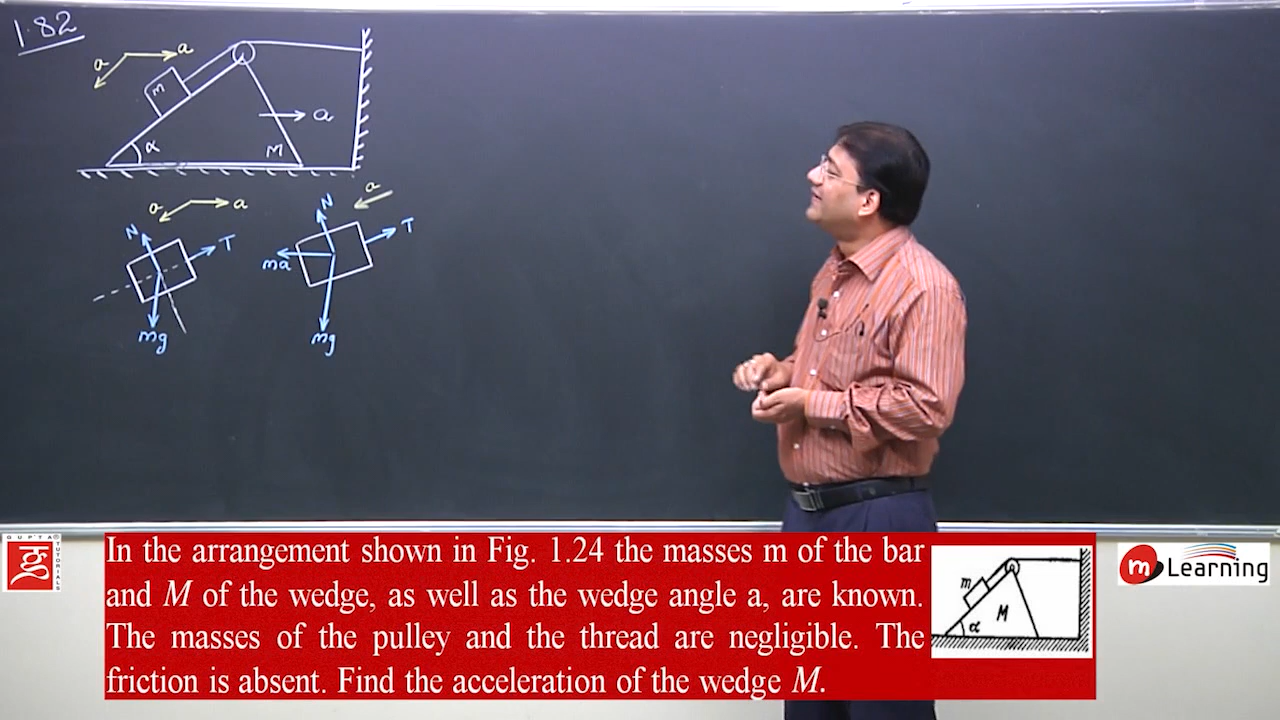 1.82
a
a
m
a
α
M
a
a
a
N
T
N
T
ma
mg
mg
In the arrangement shown in Fig. 1.24 the masses m of the bar
and M of the wedge, as well as the wedge angle a, are known.
The masses of the pulley and the thread are negligible. The
friction is absent. Find the acceleration of the wedge M.
m
M
α
GUPTA
TUTORIALS
m Learning